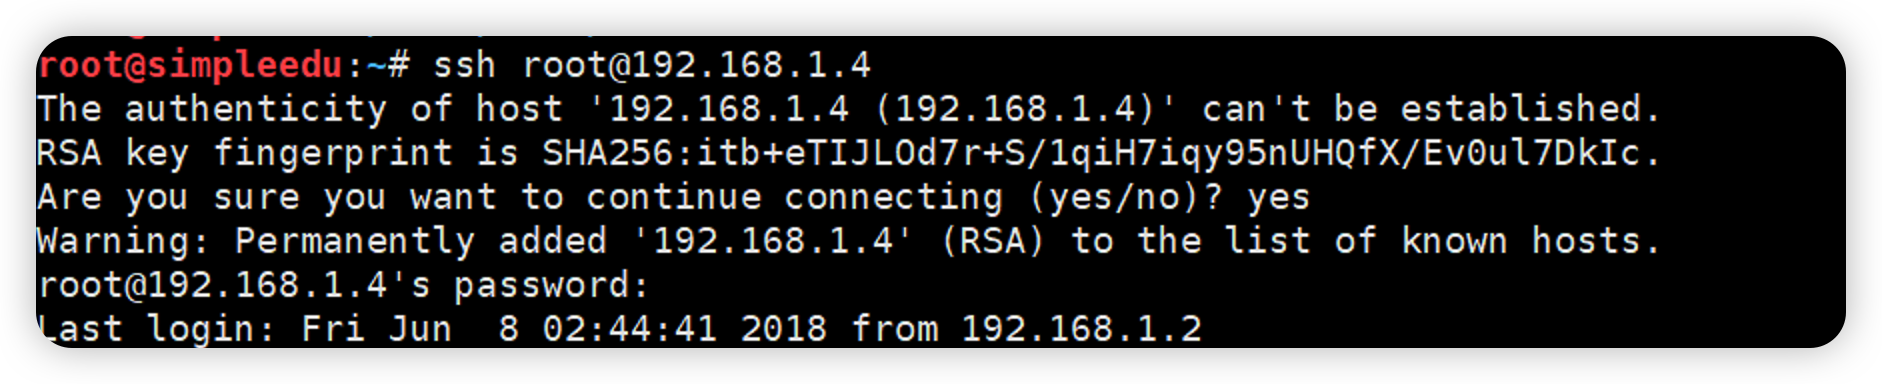 root@simpleedu:~# ssh root@192.168.1.4
The authenticity of host '192.168.1.4 (192.168.1.4)' can't be established.
RSA key fingerprint is SHA256:itb+eTIJLOd7r+S/1qiH7iqy95nUHQfX/Ev0ul7DkIc.
Are you sure you want to continue connecting (yes/no)? yes
Warning: Permanently added '192.168.1.4' (RSA) to the list of known hosts.
root@192.168.1.4's password:
Last login: Fri Jun  8 02:44:41 2018 from 192.168.1.2